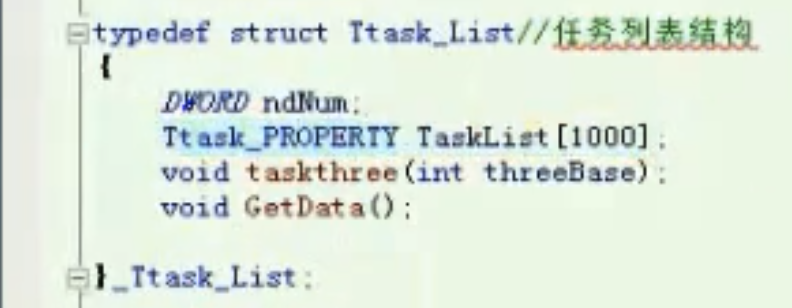 typedef struct Ttask_List//任务列表结构
{
DWORD ndNum;
Ttask_PROPERTY TaskList[1000];
void taskthree(int threeBase);
void GetData();
}_Ttask_List;